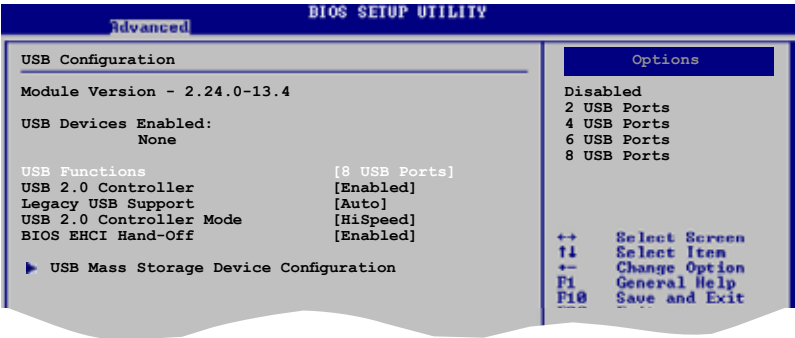 BIOS SETUP UTILITY
Advanced
USB Configuration
Module Version - 2.24.0-13.4
USB Devices Enabled:
None
USB Functions [8 USB Ports]
USB 2.0 Controller [Enabled]
Legacy USB Support [Auto]
USB 2.0 Controller Mode [HiSpeed]
BIOS EHCI Hand-Off [Enabled]
USB Mass Storage Device Configuration
Options
Disabled
2 USB Ports
4 USB Ports
6 USB Ports
8 USB Ports
↔ Select Screen
↑↓ Select Item
+- Change Option
F1 General Help
F10 Save and Exit